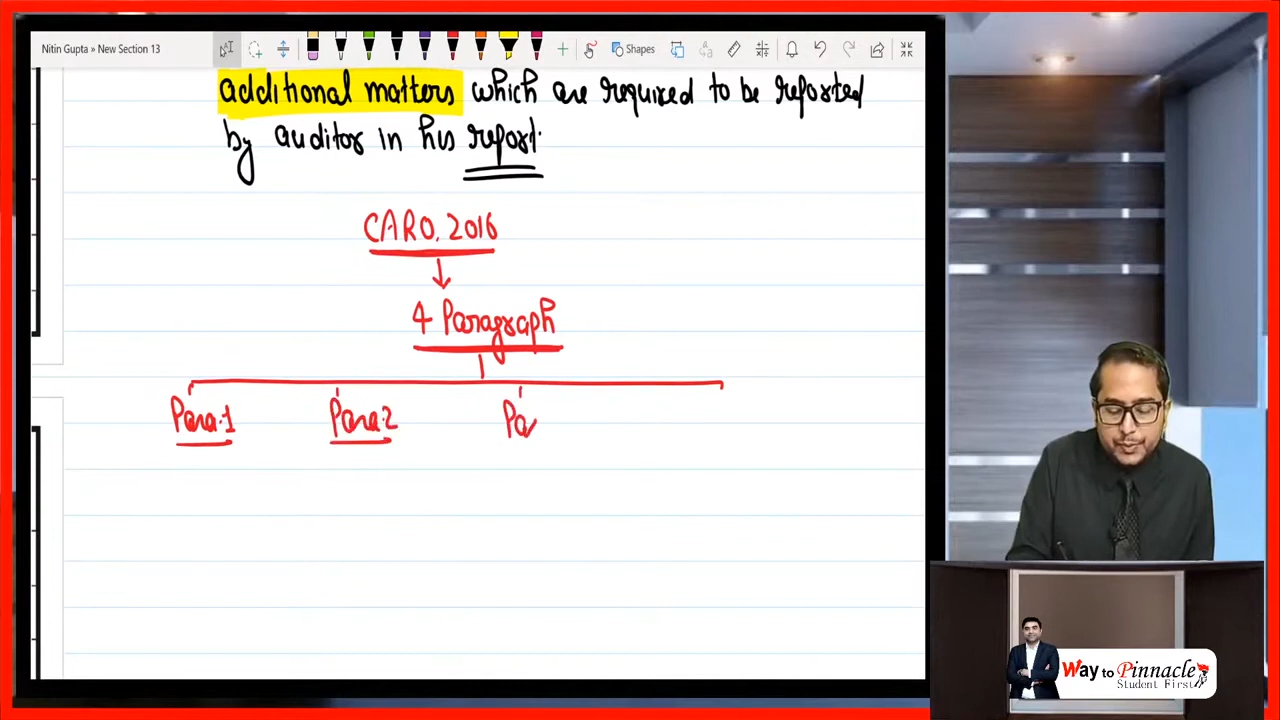 Nitin Gupta » New Section 13
Shapes
additional matters which are required to be reported
by auditor in his report.
CARO, 2016
4 Paragraph
Para.1 Para.2 Pa
Way to Pinnacle
Student First